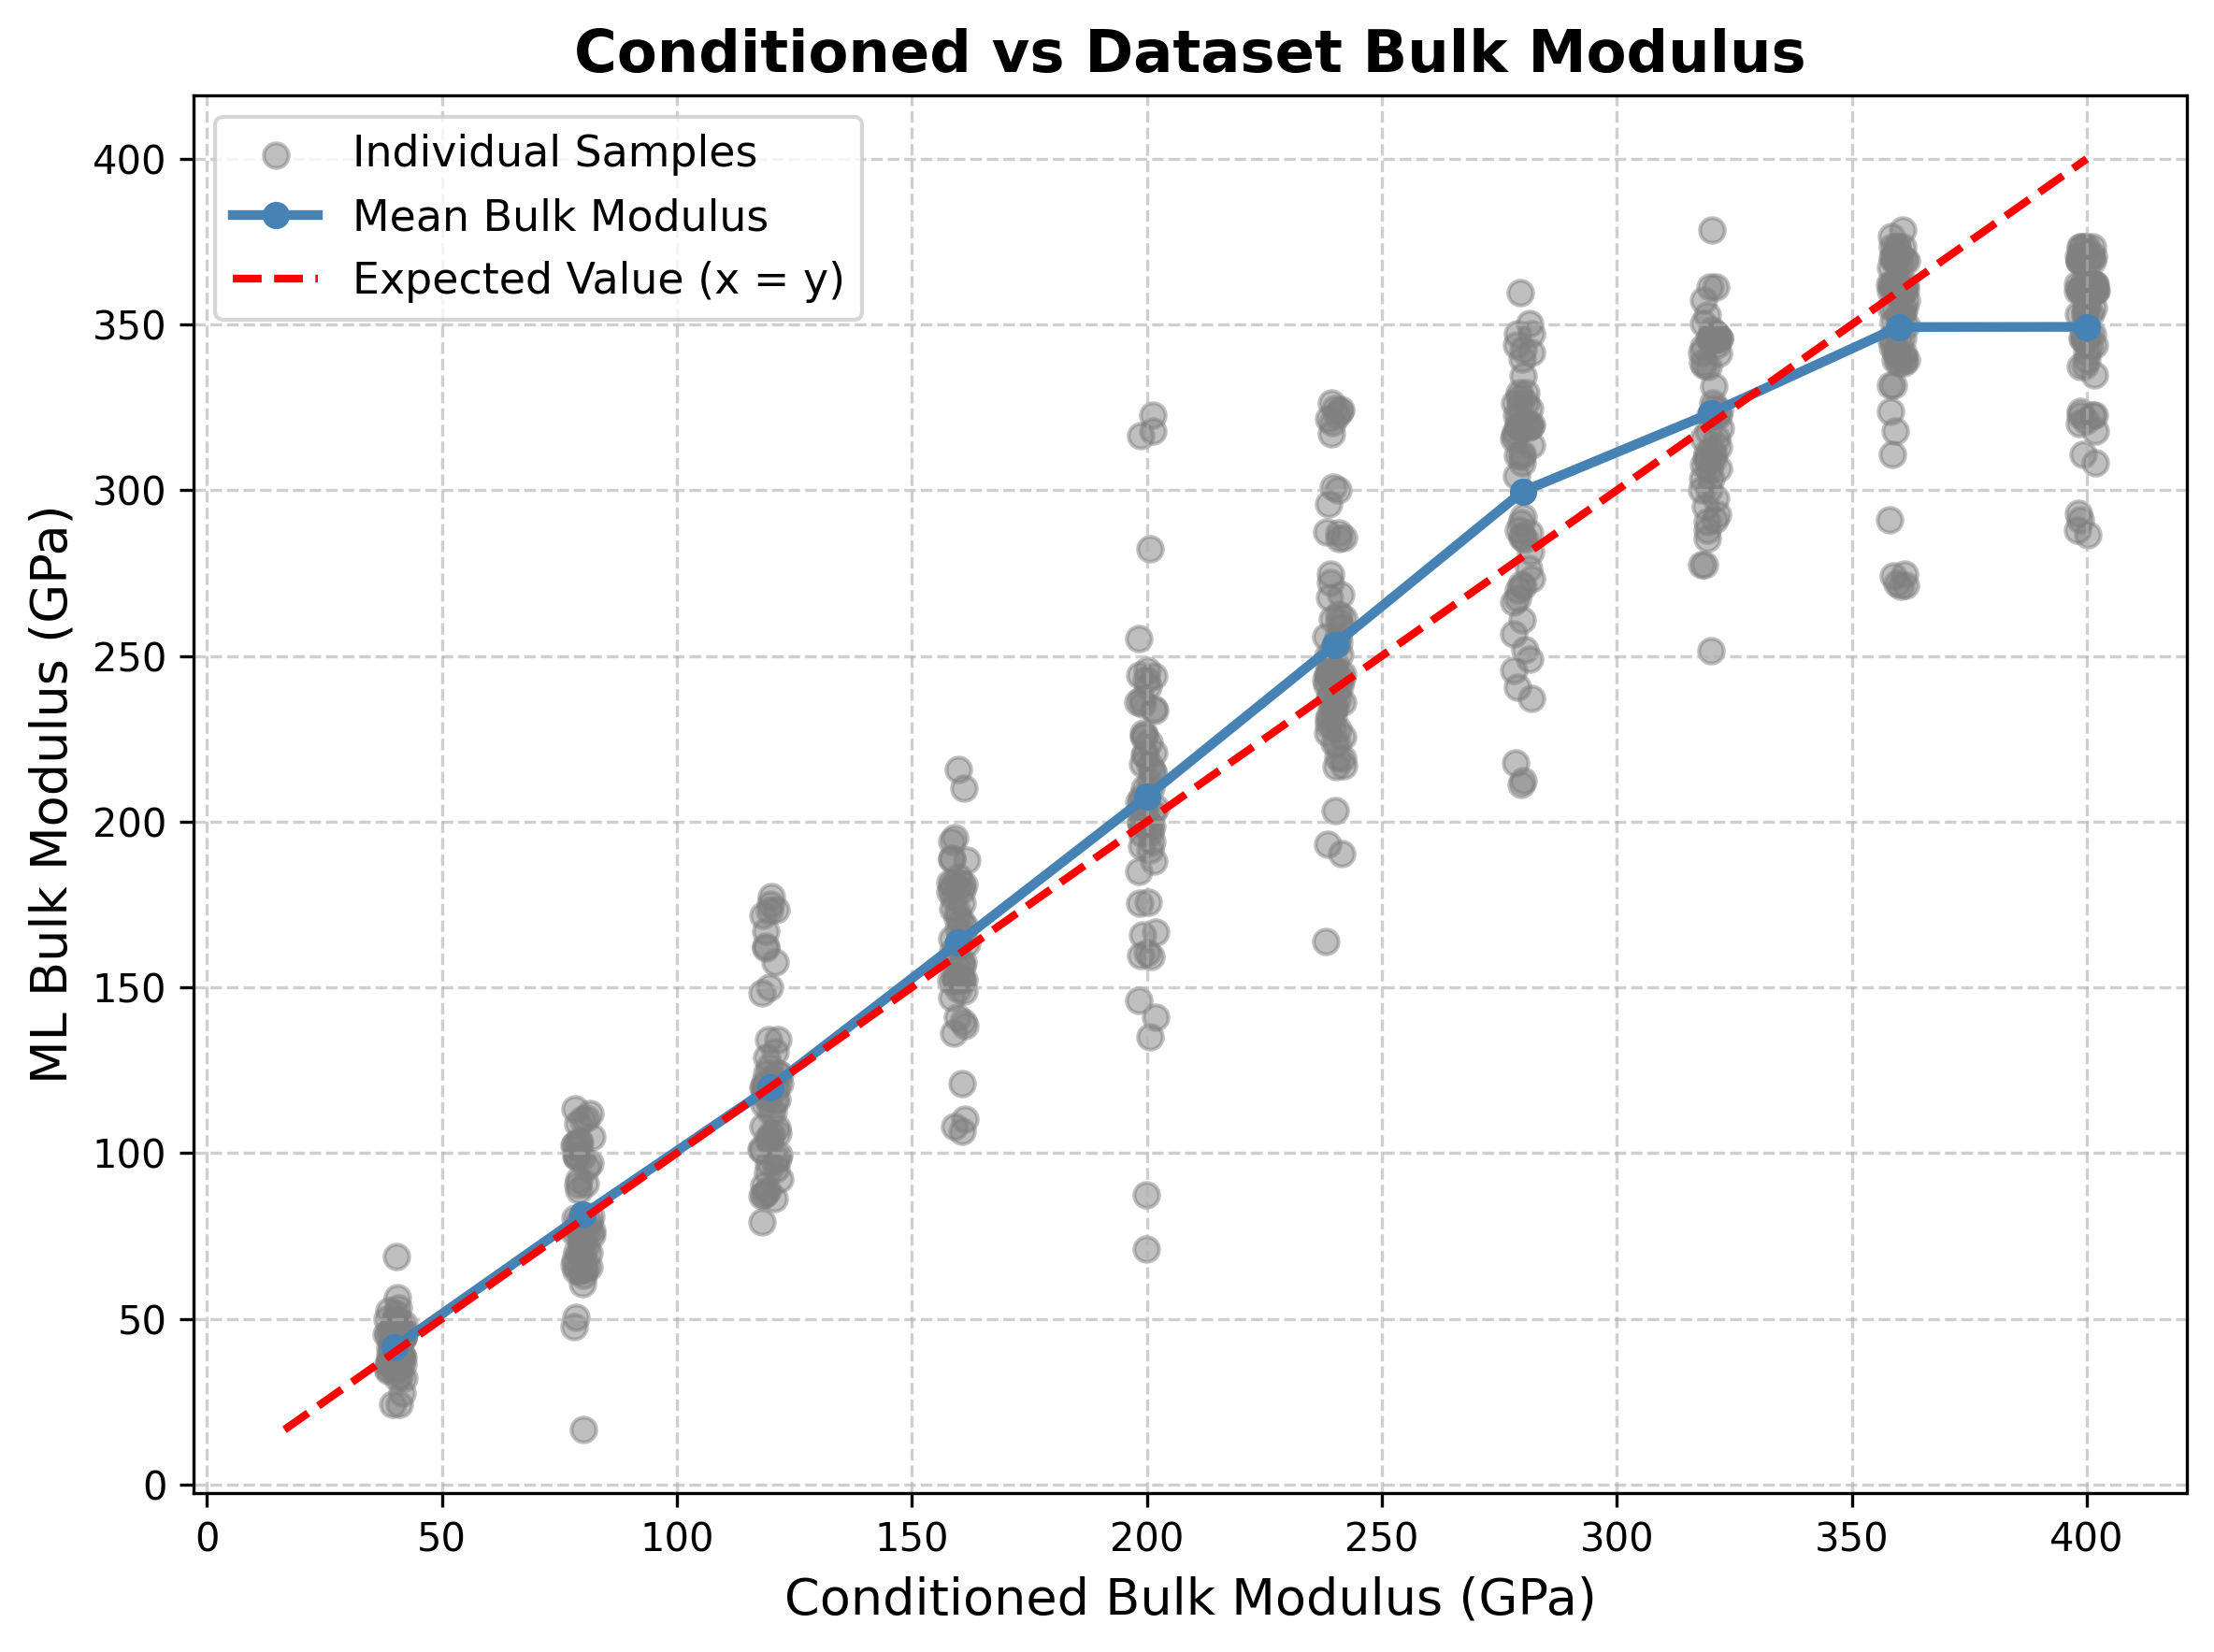 Conditioned vs Dataset Bulk Modulus
Individual Samples
Mean Bulk Modulus
Expected Value (x = y)
ML Bulk Modulus (GPa)
400
350
300
250
200
150
100
50
0
0 50 100 150 200 250 300 350 400
Conditioned Bulk Modulus (GPa)